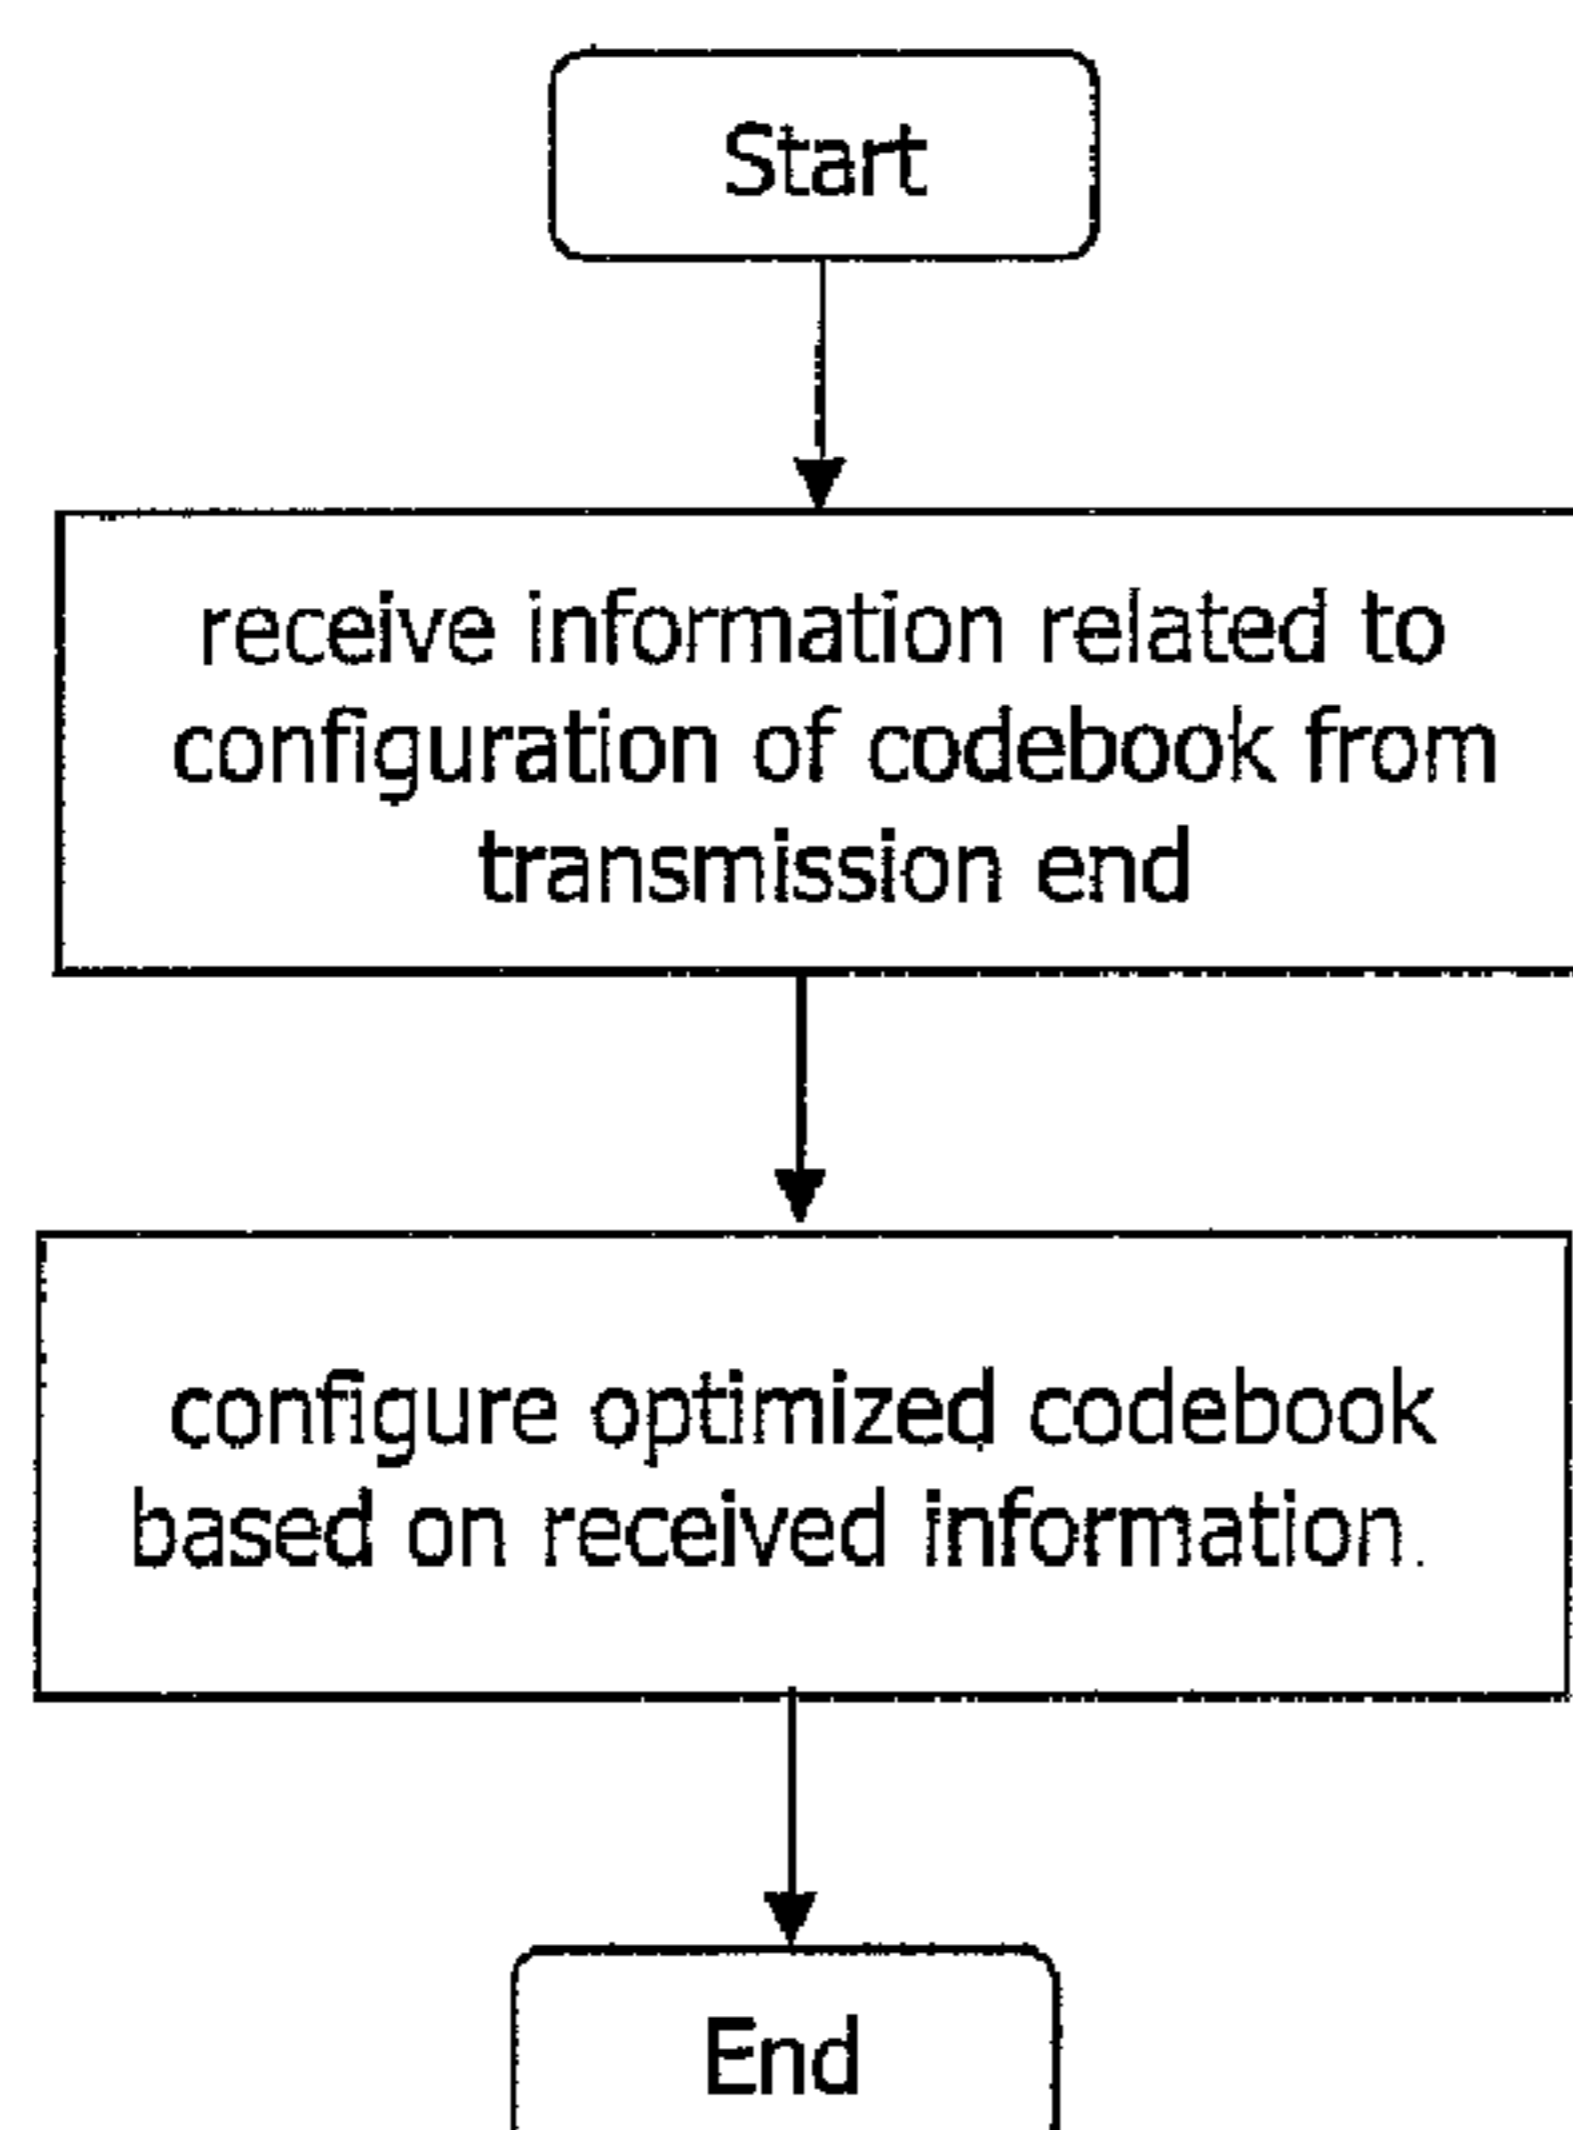 Start
receive information related to
configuration of codebook from
transmission end
configure optimized codebook
based on received information.
End